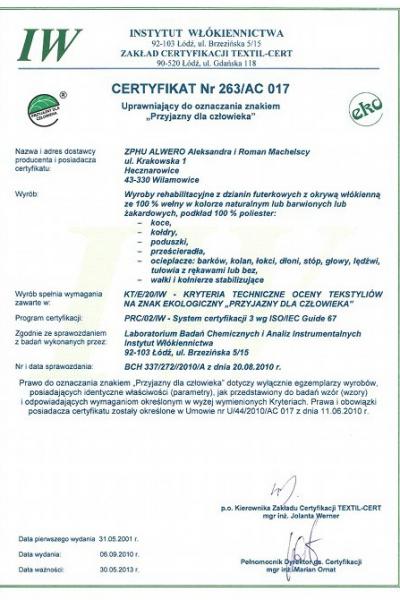 IW
INSTYTUT WŁÓKIENNICTWA
92-103 Łódź, ul. Brzezińska 5/15
ZAKŁAD CERTYFIKACJI TEXTIL-CERT
90-520 Łódź, ul. Gdańska 118
CERTYFIKAT Nr 263/AC 017
Uprawniający do oznaczania znakiem
„Przyjazny dla człowieka”
PRZYJAZNY DLA
CZŁOWIEKA
eko
Nazwa i adres dostawcy
producenta i posiadacza
certyfikatu:
ZPHU ALWERO Aleksandra i Roman Machelscy
ul. Krakowska 1
Hecznarowice
43-330 Wilamowice
Wyrób:
Wyroby rehabilitacyjne z dzianin futerkowych z okrywą włókienną
ze 100 % wełny w kolorze naturalnym lub barwionych lub
żakardowych, podkład 100 % poliester:
– koce,
– kołdry,
– poduszki,
– prześcieradła,
– ocieplacze: barków, kolan, łokci, dłoni, stóp, głowy, lędźwi,
tułowia z rękawami lub bez,
– wałki i kołnierze stabilizujące
Wyrób spełnia wymagania
zawarte w:
KT/E/20/IW - KRYTERIA TECHNICZNE OCENY TEKSTYLIÓW
NA ZNAK EKOLOGICZNY „PRZYJAZNY DLA CZŁOWIEKA”
Program certyfikacji:
PRC/02/IW - System certyfikacji 3 wg ISO/IEC Guide 67
Zgodnie ze sprawozdaniem
z badań wykonanych przez:
Laboratorium Badań Chemicznych i Analiz Instrumentalnych
Instytut Włókiennictwa
92-103 Łódź, ul. Brzezińska 5/15
Nr i data sprawozdania:
BCH 337/272//2010/A z dnia 20.08.2010 r.
Prawo do oznaczania znakiem „Przyjazny dla człowieka” dotyczy wyłącznie egzemplarzy wyrobów,
posiadających identyczne właściwości (parametry), jak przedstawiony do badań wzór (wzory)
i odpowiadających wymaganiom określonym w wyżej wymienionych Kryteriach. Prawa i obowiązki
posiadacza certyfikatu zostały określone w Umowie nr U/44/2010/AC 017 z dnia 11.06.2010 r.
p.o. Kierownika Zakładu Certyfikacji TEXTIL-CERT
mgr inż. Jolanta Werner
Data pierwszego wydania 31.05.2001 r.
Data wydania: 06.09.2010 r.
Data ważności: 30.05.2013 r.
Pełnomocnik Dyrektora ds. Certyfikacji
mgr inż. Marian Ornat